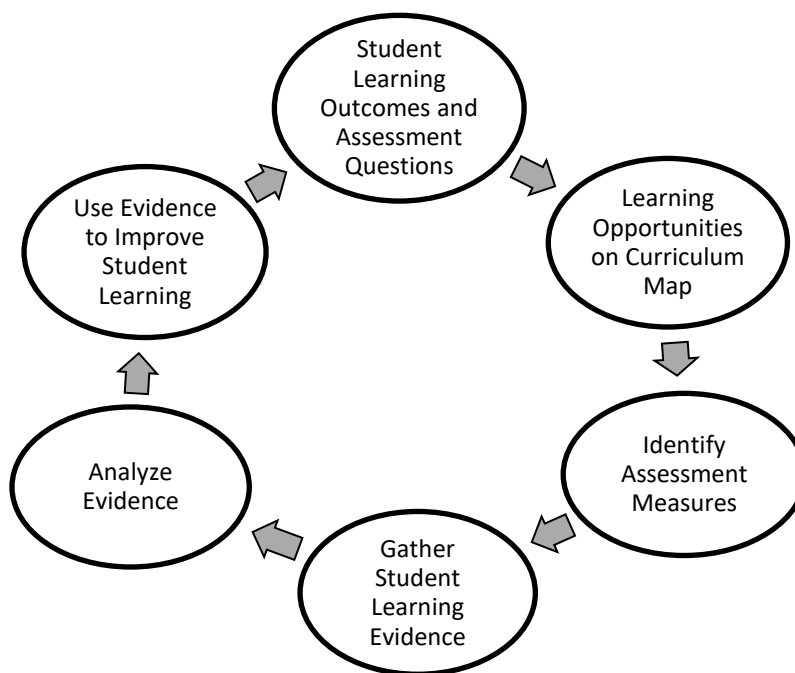 Student
Learning
Outcomes and
Assessment
Questions
Learning
Opportunities
on Curriculum
Map
Identify
Assessment
Measures
Gather
Student
Learning
Evidence
Analyze
Evidence
Use Evidence
to Improve
Student
Learning